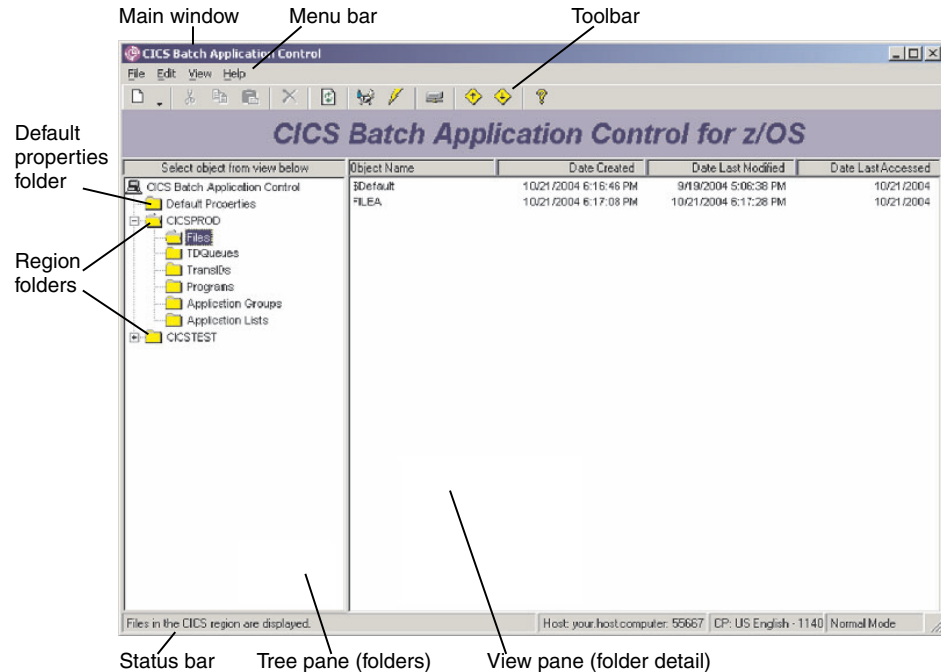 Main window Menu bar Toolbar
CICS Batch Application Control
File Edit View Help
CICS Batch Application Control for z/OS
Default
properties
folder
Region
folders
Select object from view below
CICS Batch Application Control
Default Properties
CICSPROD
Files
TDQueues
TransIDs
Programs
Application Groups
Application Lists
CICSTEST
Object Name Date Created Date Last Modified Date Last Accessed
$Default 10/21/2004 6:16:46 PM 9/19/2004 5:06:38 PM 10/21/2004
FILEA 10/21/2004 6:17:08 PM 10/21/2004 6:17:28 PM 10/21/2004
Files in the CICS region are displayed. Host: your.host.computer: 55667 CP: US English - 1140 Normal Mode
Status bar Tree pane (folders) View pane (folder detail)